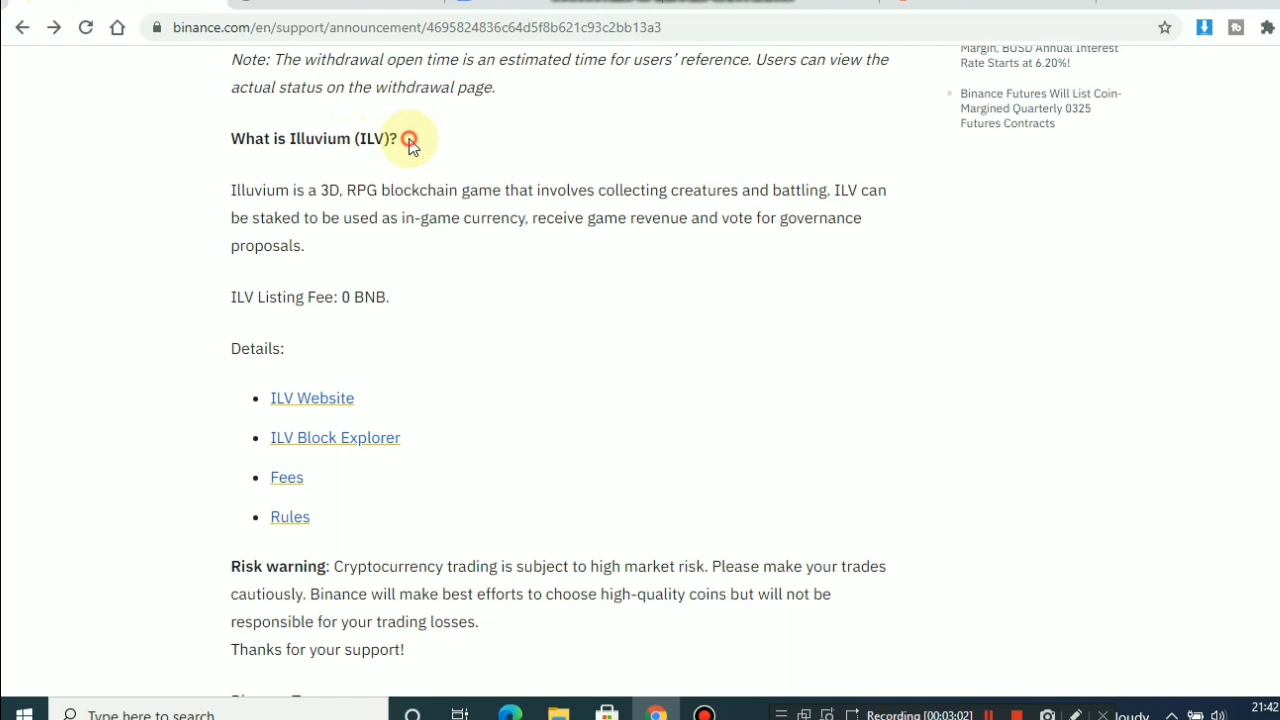 binance.com/en/support/announcement/4695824836c64d5f8b621c93c2bb13a3
Note: The withdrawal open time is an estimated time for users' reference. Users can view the
actual status on the withdrawal page.
What is Illuvium (ILV)?
Illuvium is a 3D, RPG blockchain game that involves collecting creatures and battling. ILV can
be staked to be used as in-game currency, receive game revenue and vote for governance
proposals.
ILV Listing Fee: 0 BNB.
Details:
• ILV Website
• ILV Block Explorer
• Fees
• Rules
Risk warning: Cryptocurrency trading is subject to high market risk. Please make your trades
cautiously. Binance will make best efforts to choose high-quality coins but will not be
responsible for your trading losses.
Thanks for your support!
Margin, BUSD Annual Interest
Rate Starts at 6.20%!
Binance Futures Will List Coin-
Margined Quarterly 0325
Futures Contracts
Type here to search
Recording [00:03:02]
loudy
21:42